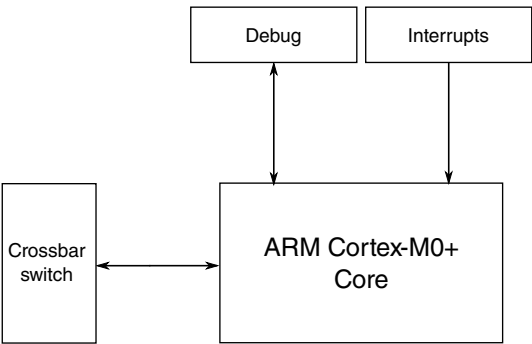 Debug
Interrupts
ARM Cortex-M0+
Core
Crossbar
switch